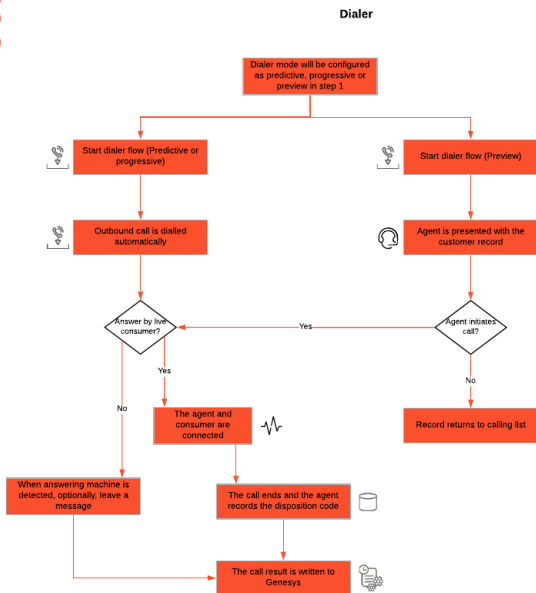 Dialer
Dialer mode will be configured
as predictive, progressive or
preview in step 1
Start dialer flow (Predictive or
progressive)
Start dialer flow (Preview)
Outbound call is dialled
automatically
Agent is presented with the
customer record
Answer by live
consumer?
Yes
Agent initiates
call?
Yes
No
No
The agent and
consumer are
connected
Record returns to calling list
When answering machine is
detected, optionally, leave a
message
The call ends and the agent
records the disposition code
The call result is written to
Genesys